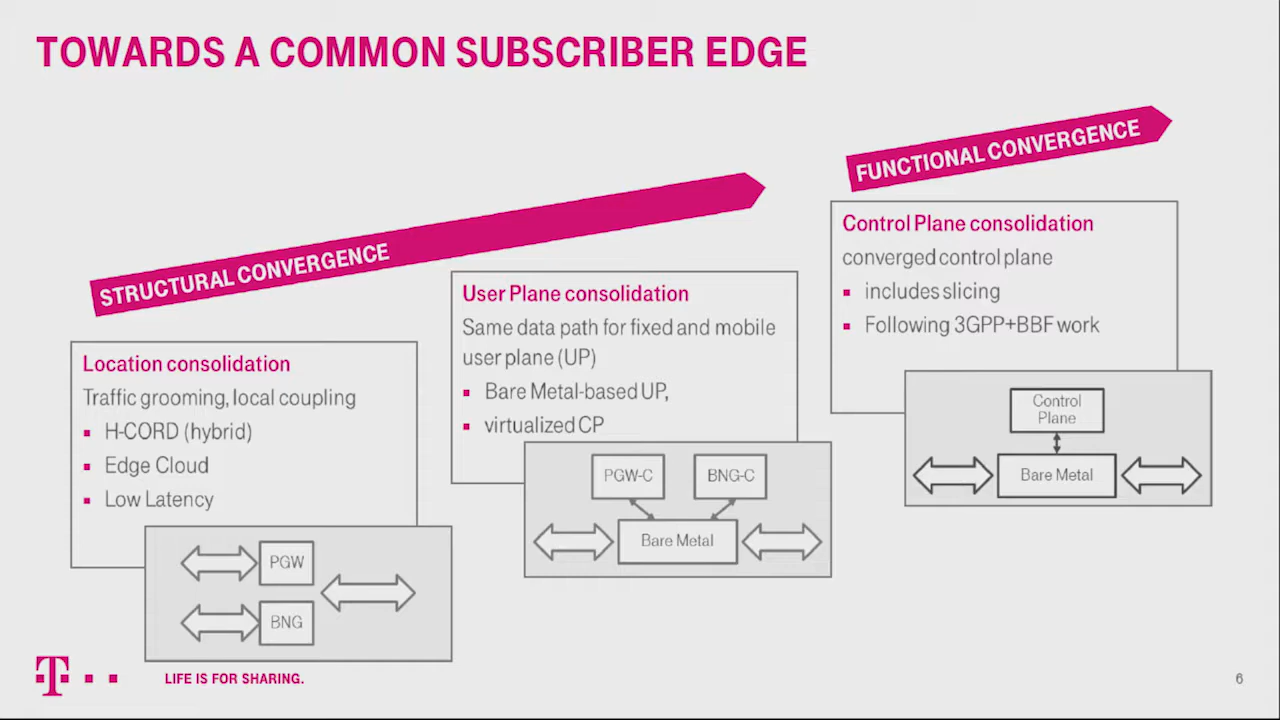 TOWARDS A COMMON SUBSCRIBER EDGE
FUNCTIONAL CONVERGENCE
STRUCTURAL CONVERGENCE
Location consolidation
Traffic grooming, local coupling
▪ H-CORD (hybrid)
▪ Edge Cloud
▪ Low Latency
PGW
BNG
User Plane consolidation
Same data path for fixed and mobile
user plane (UP)
▪ Bare Metal-based UP,
▪ virtualized CP
PGW-C
BNG-C
Bare Metal
Control Plane consolidation
converged control plane
▪ includes slicing
▪ Following 3GPP+BBF work
Control
Plane
Bare Metal
T
LIFE IS FOR SHARING.
6